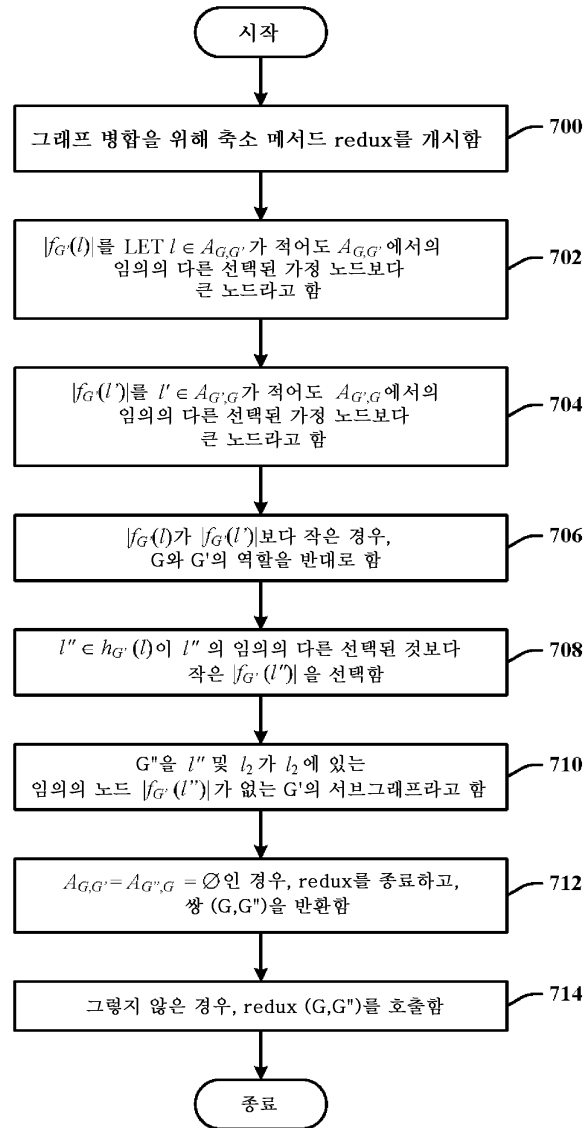 시작
그래프 병합을 위해 축소 메서드 redux를 개시함
700
|f_G'(l)|를 LET l ∈ A_G,G'가 적어도 A_G,G'에서의
임의의 다른 선택된 가정 노드보다
큰 노드라고 함
702
|f_G'(l')|를 l' ∈ A_G',G가 적어도 A_G',G에서의
임의의 다른 선택된 가정 노드보다
큰 노드라고 함
704
|f_G'(l)가 |f_G'(l')|보다 작은 경우,
G와 G'의 역할을 반대로 함
706
l'' ∈ h_G'(l)이 l''의 임의의 다른 선택된 것보다
작은 |f_G'(l'')|을 선택함
708
G"을 l'' 및 l₂가 l₂에 있는
임의의 노드 |f_G'(l'')|가 없는 G'의 서브그래프라고 함
710
A_G,G' = A_G'',G = ∅인 경우, redux를 종료하고,
쌍 (G,G")을 반환함
712
그렇지 않은 경우, redux (G,G")를 호출함
714
종료